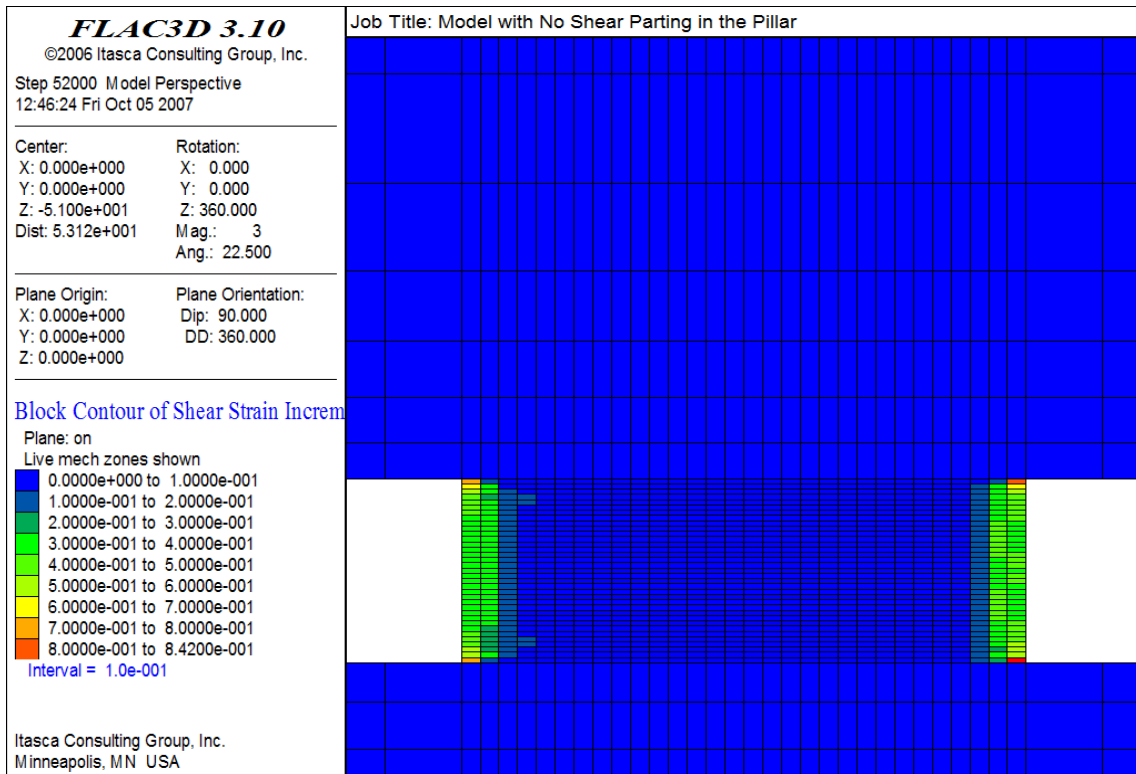 FLAC3D 3.10
©2006 Itasca Consulting Group, Inc.
Step 52000 Model Perspective
12:46:24 Fri Oct 05 2007
Center:
X: 0.000e+000
Y: 0.000e+000
Z: -5.100e+001
Dist: 5.312e+001
Rotation:
X: 0.000
Y: 0.000
Z: 360.000
Mag.: 3
Ang.: 22.500
Plane Origin:
X: 0.000e+000
Y: 0.000e+000
Z: 0.000e+000
Plane Orientation:
Dip: 90.000
DD: 360.000
Block Contour of Shear Strain Increm
Plane: on
Live mech zones shown
0.0000e+000 to 1.0000e-001
1.0000e-001 to 2.0000e-001
2.0000e-001 to 3.0000e-001
3.0000e-001 to 4.0000e-001
4.0000e-001 to 5.0000e-001
5.0000e-001 to 6.0000e-001
6.0000e-001 to 7.0000e-001
7.0000e-001 to 8.0000e-001
8.0000e-001 to 8.4200e-001
Interval = 1.0e-001
Itasca Consulting Group, Inc.
Minneapolis, MN USA
Job Title: Model with No Shear Parting in the Pillar